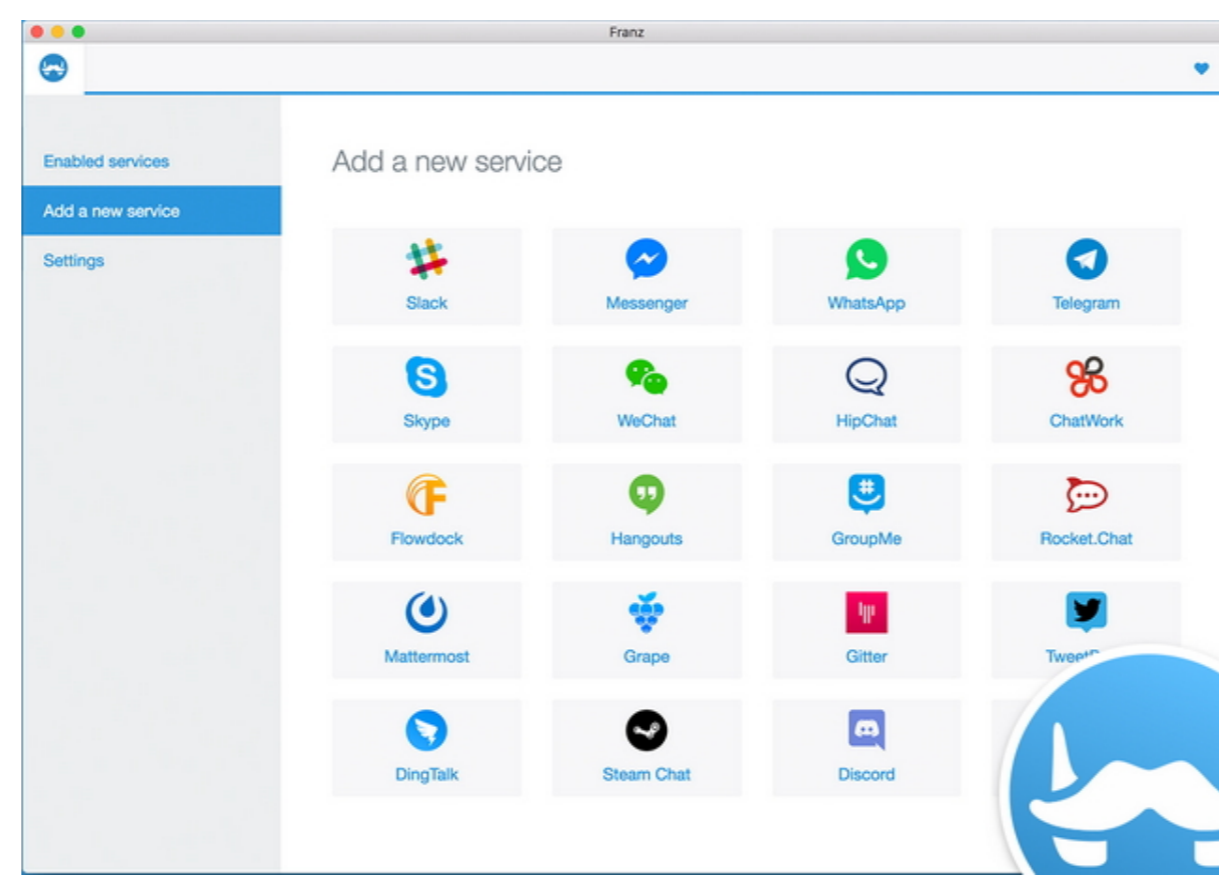 Franz
Enabled services
Add a new service
Settings
Add a new service
Slack
Messenger
WhatsApp
Telegram
Skype
WeChat
HipChat
ChatWork
Flowdock
Hangouts
GroupMe
Rocket.Chat
Mattermost
Grape
Gitter
DingTalk
Steam Chat
Discord